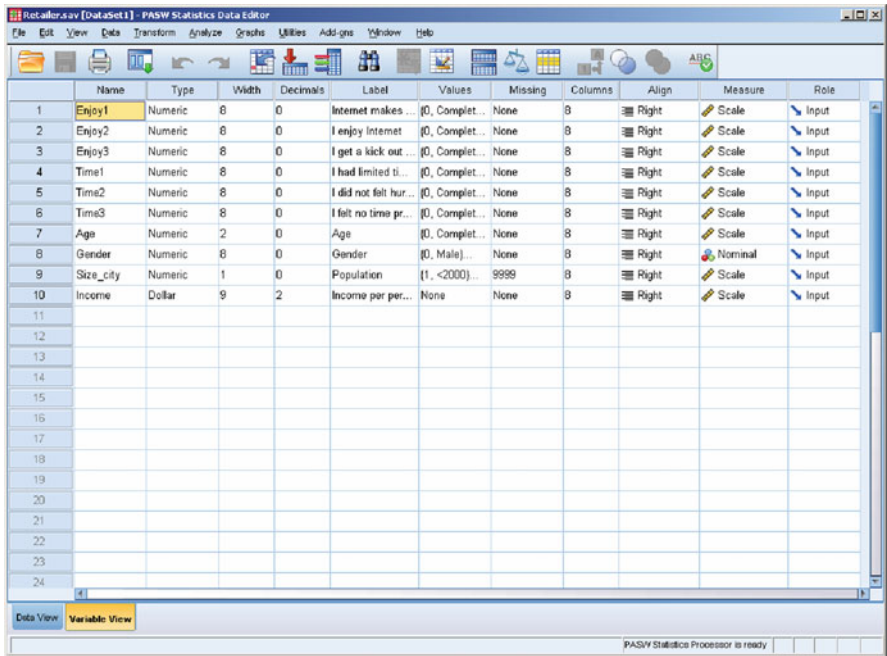 Retailer.sav [DataSet1] - PASW Statistics Data Editor
File Edit View Data Transform Analyze Graphs Utilities Add-ons Window Help
ABC
Name Type Width Decimals Label Values Missing Columns Align Measure Role
1 Enjoy1 Numeric 8 0 Internet makes ... {0, Complet... None 8 Right Scale Input
2 Enjoy2 Numeric 8 0 I enjoy Internet {0, Complet... None 8 Right Scale Input
3 Enjoy3 Numeric 8 0 I get a kick out ... {0, Complet... None 8 Right Scale Input
4 Time1 Numeric 8 0 I had limited ti... {0, Complet... None 8 Right Scale Input
5 Time2 Numeric 8 0 I did not felt hur... {0, Complet... None 8 Right Scale Input
6 Time3 Numeric 8 0 I felt no time pr... {0, Complet... None 8 Right Scale Input
7 Age Numeric 2 0 Age {0, Complet... None 8 Right Scale Input
8 Gender Numeric 8 0 Gender {0, Male}... None 8 Right Nominal Input
9 Size_city Numeric 1 0 Population {1, <2000}... 9999 8 Right Scale Input
10 Income Dollar 9 2 Income per per... None None 8 Right Scale Input
11
12
13
14
15
16
17
18
19
20
21
22
23
24
Data View Variable View
PASW Statistics Processor is ready